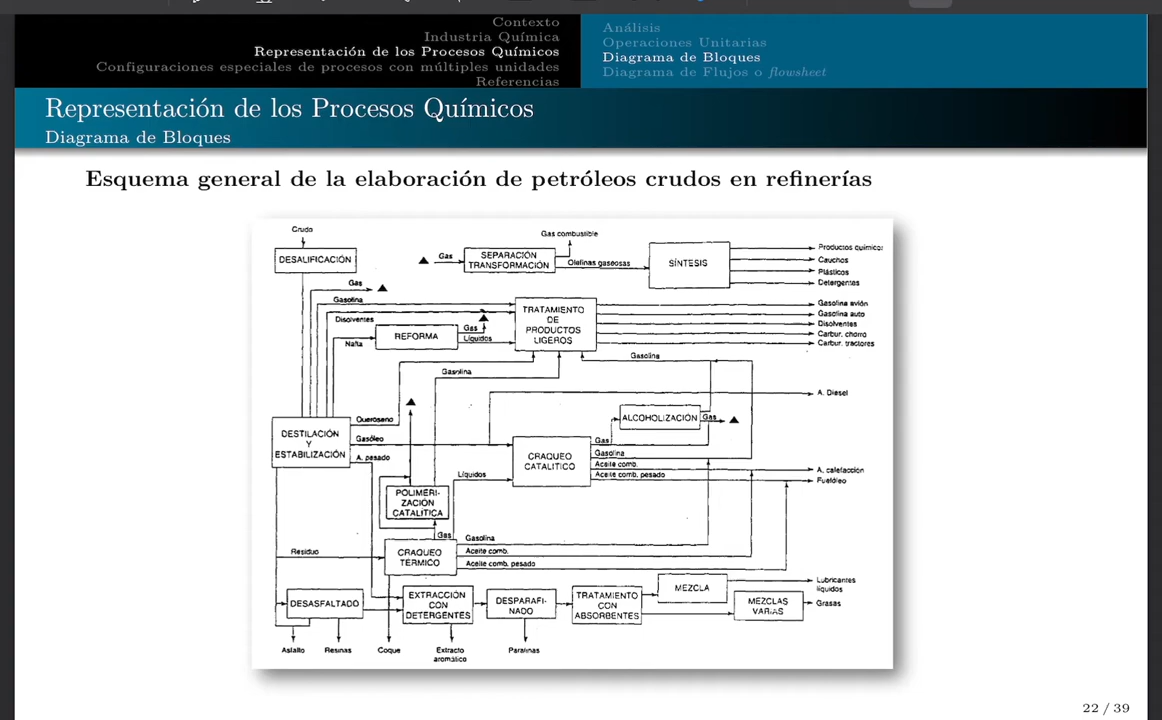 Contexto
Industria Química
Representación de los Procesos Químicos
Configuraciones especiales de procesos con múltiples unidades
Referencias
Análisis
Operaciones Unitarias
Diagrama de Bloques
Diagrama de Flujos o flowsheet
Representación de los Procesos Químicos
Diagrama de Bloques
Esquema general de la elaboración de petróleos crudos en refinerías
Crudo
DESALIFICACIÓN
Gas
SEPARACIÓN
TRANSFORMACIÓN
Gas combustible
Olefinas gaseosas
SÍNTESIS
Productos químicos
Cauchos
Plásticos
Detergentes
Gas
Gasolina
Disolventes
Nafta
REFORMA
Gas
Líquidos
TRATAMIENTO
DE
PRODUCTOS
LIGEROS
Gasolina avión
Gasolina auto
Disolventes
Carbur. chorro
Carbur. tractores
Gasolina
Gasolina
A. Diesel
ALCOHOLIZACIÓN
Gas
DESTILACIÓN
Y
ESTABILIZACIÓN
Queroseno
Gasóleo
A. pesado
CRAQUEO
CATALITICO
Gas
Gasolina
Aceite comb.
Aceite comb. pesado
A. calefacción
Fuelóleo
Líquidos
POLIMERI-
ZACIÓN
CATALÍTICA
Gas
Residuo
CRAQUEO
TÉRMICO
Gasolina
Aceite comb.
Aceite comb. pesado
DESASFALTADO
EXTRACCIÓN
CON
DETERGENTES
DESPARAFI-
NADO
TRATAMIENTO
CON
ABSORBENTES
MEZCLA
MEZCLAS
VARIAS
Lubricantes
líquidos
Grasas
Asfalto
Resinas
Coque
Extracto
aromático
Parafinas
22 / 39